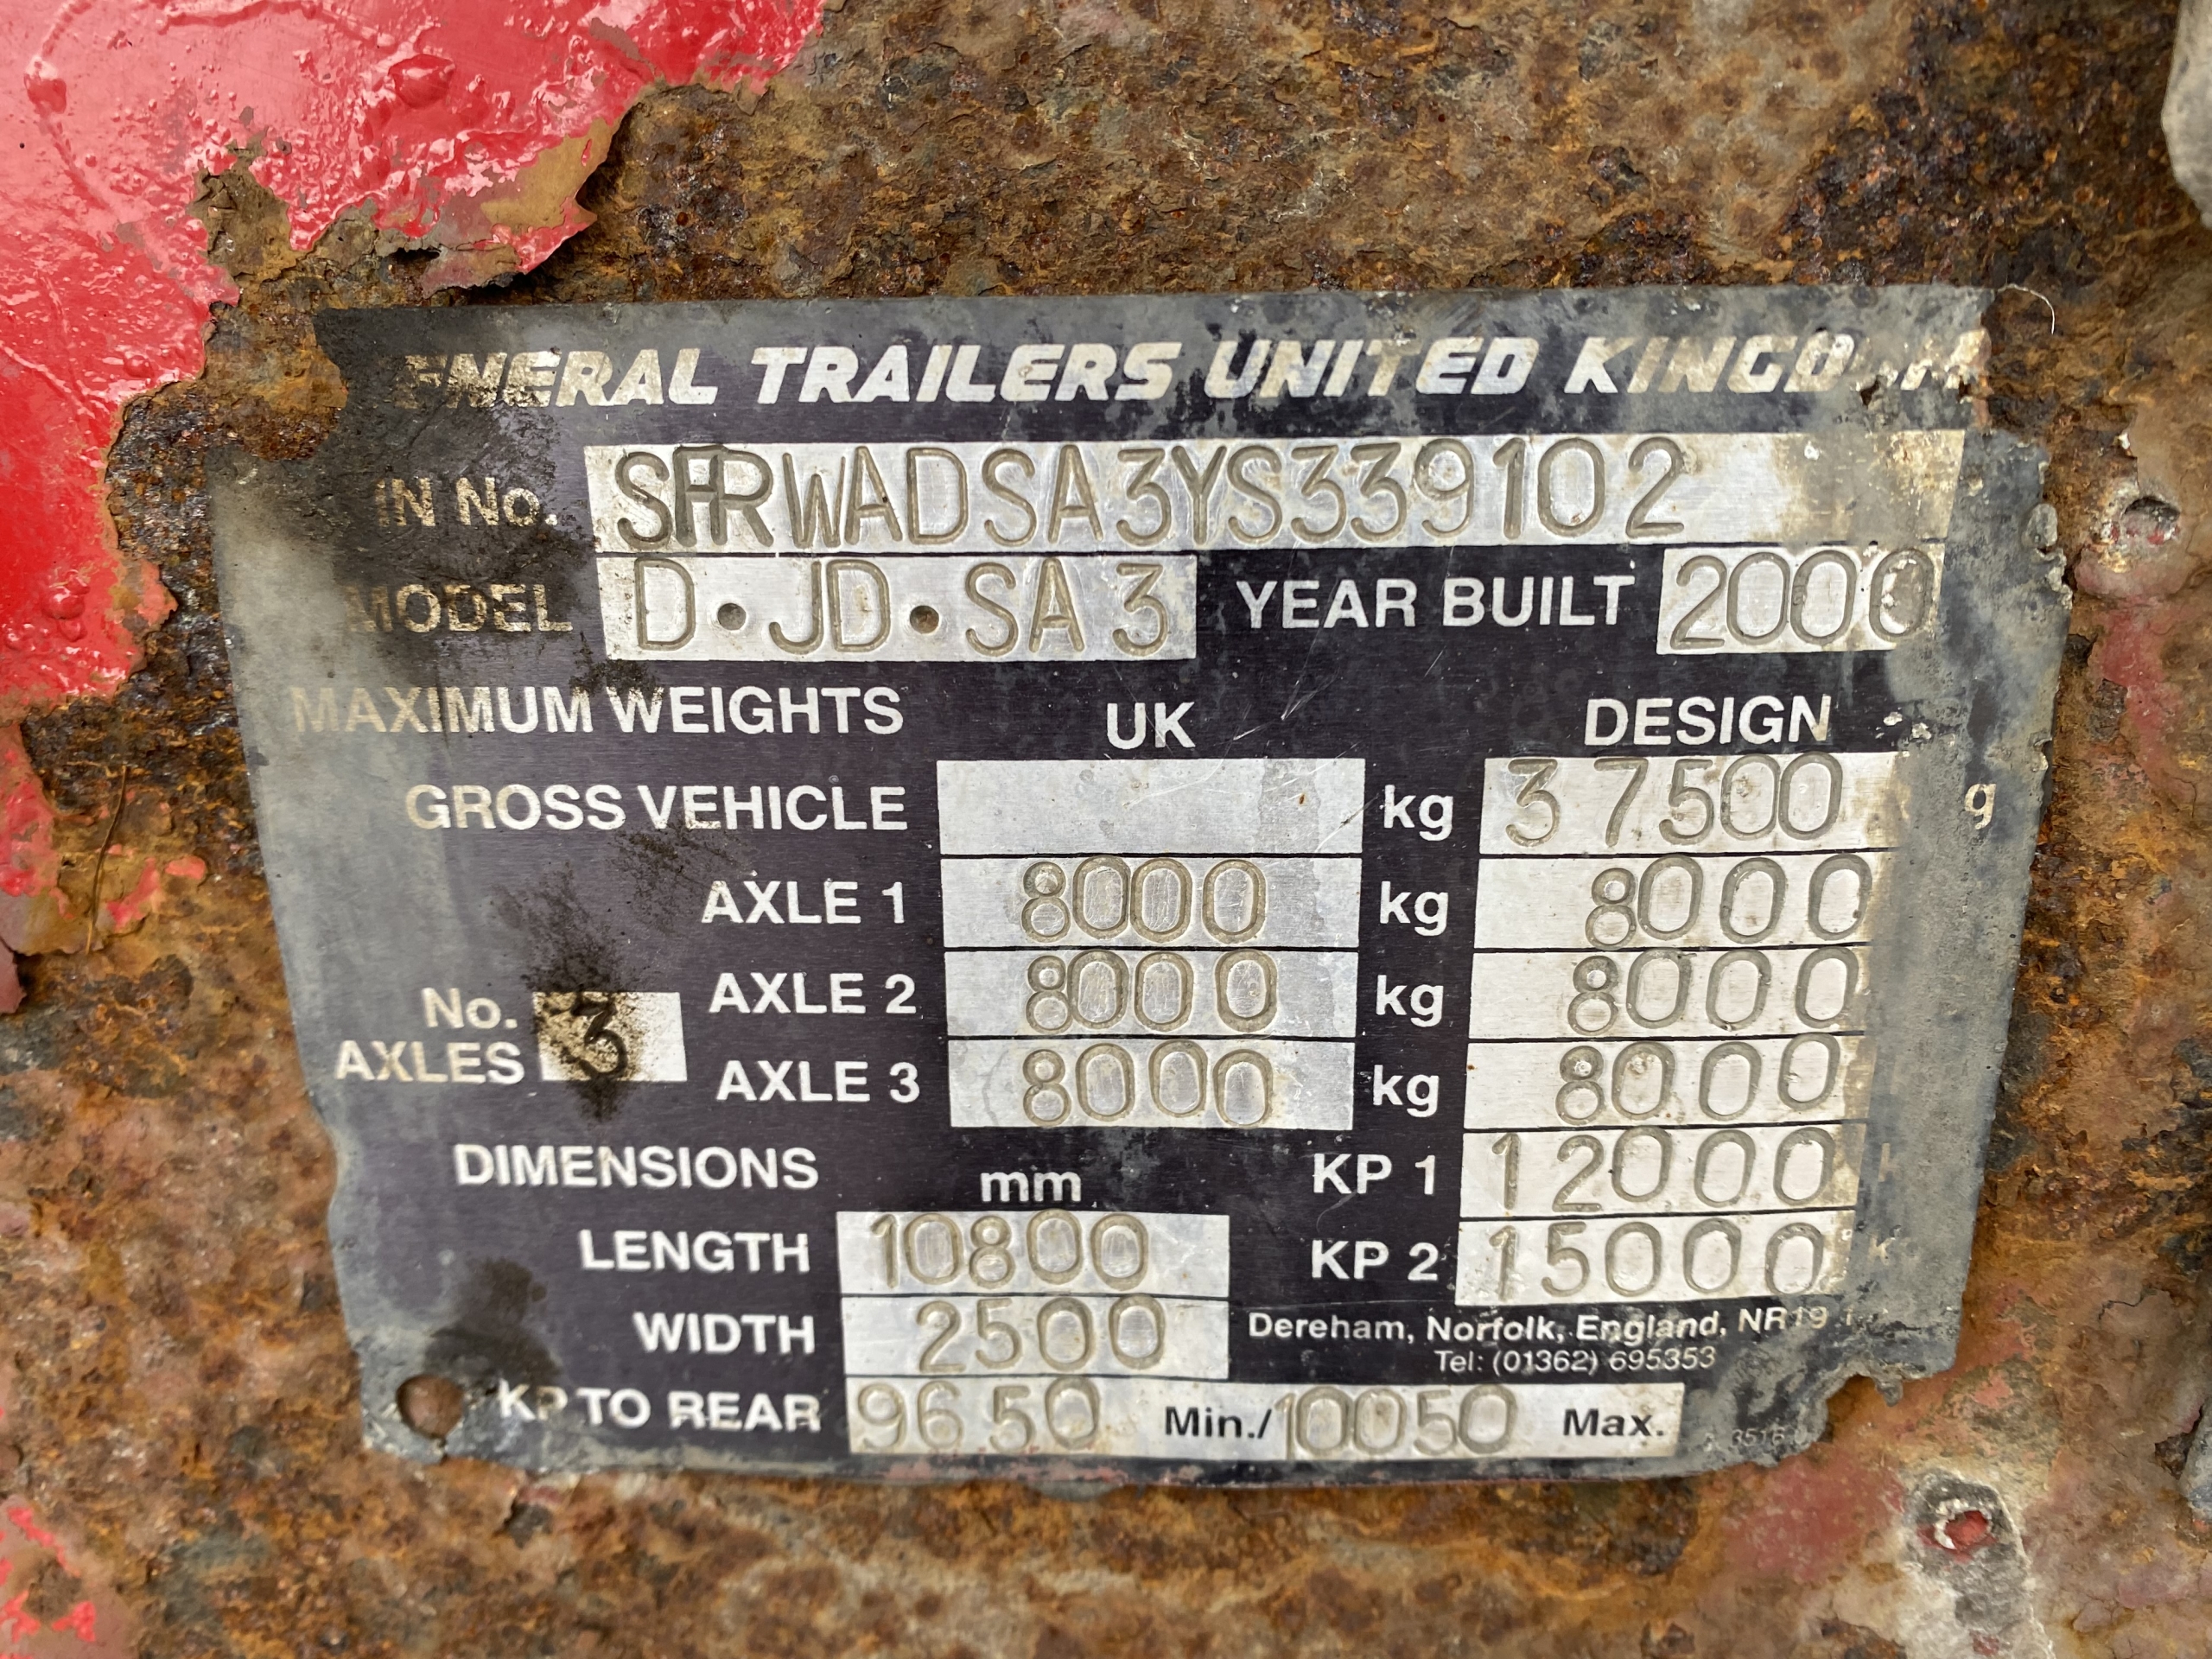 ENERAL TRAILERS UNITED KINGDOM
IN No. SFRWADSA3YS339102
MODEL D·JD·SA3 YEAR BUILT 2000
MAXIMUM WEIGHTS UK DESIGN
GROSS VEHICLE kg 37500 g
AXLE 1 8000 kg 8000
No. AXLES 3 AXLE 2 8000 kg 8000
AXLE 3 8000 kg 8000
DIMENSIONS mm KP 1 12000
LENGTH 10800 KP 2 15000
WIDTH 2500 Dereham, Norfolk, England, NR19
Tel: (01362) 695353
KP TO REAR 9650 Min./10050 Max.